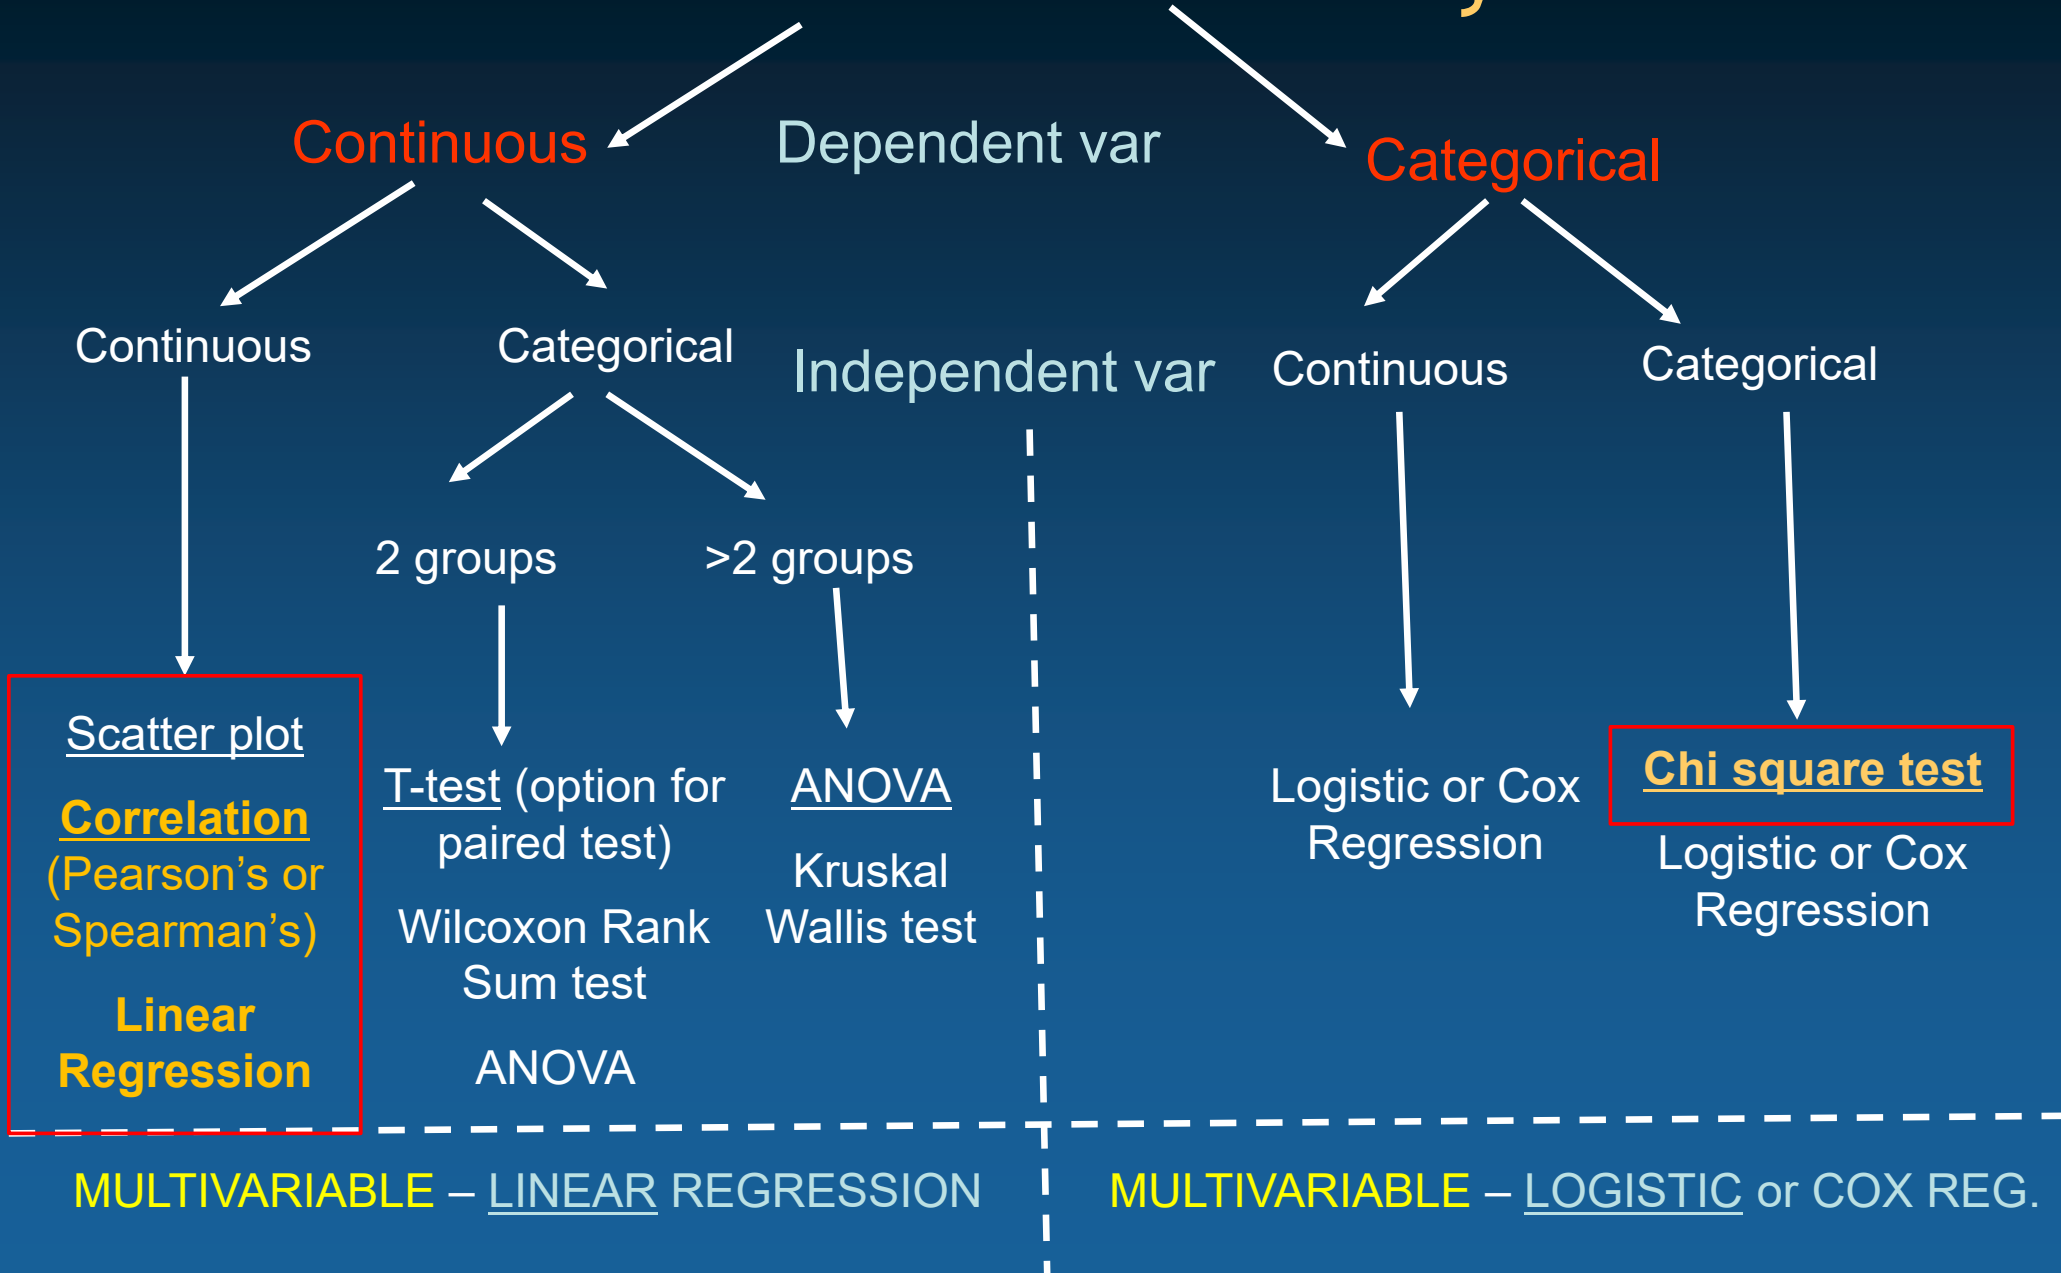 Continuous
Dependent var
Categorical
Continuous
Categorical
Independent var
Continuous
Categorical
2 groups
>2 groups
Scatter plot
Correlation
(Pearson’s or
Spearman’s)
Linear
Regression
T-test (option for
paired test)
Wilcoxon Rank
Sum test
ANOVA
ANOVA
Kruskal
Wallis test
Logistic or Cox
Regression
Chi square test
Logistic or Cox
Regression
MULTIVARIABLE – LINEAR REGRESSION
MULTIVARIABLE – LOGISTIC or COX REG.